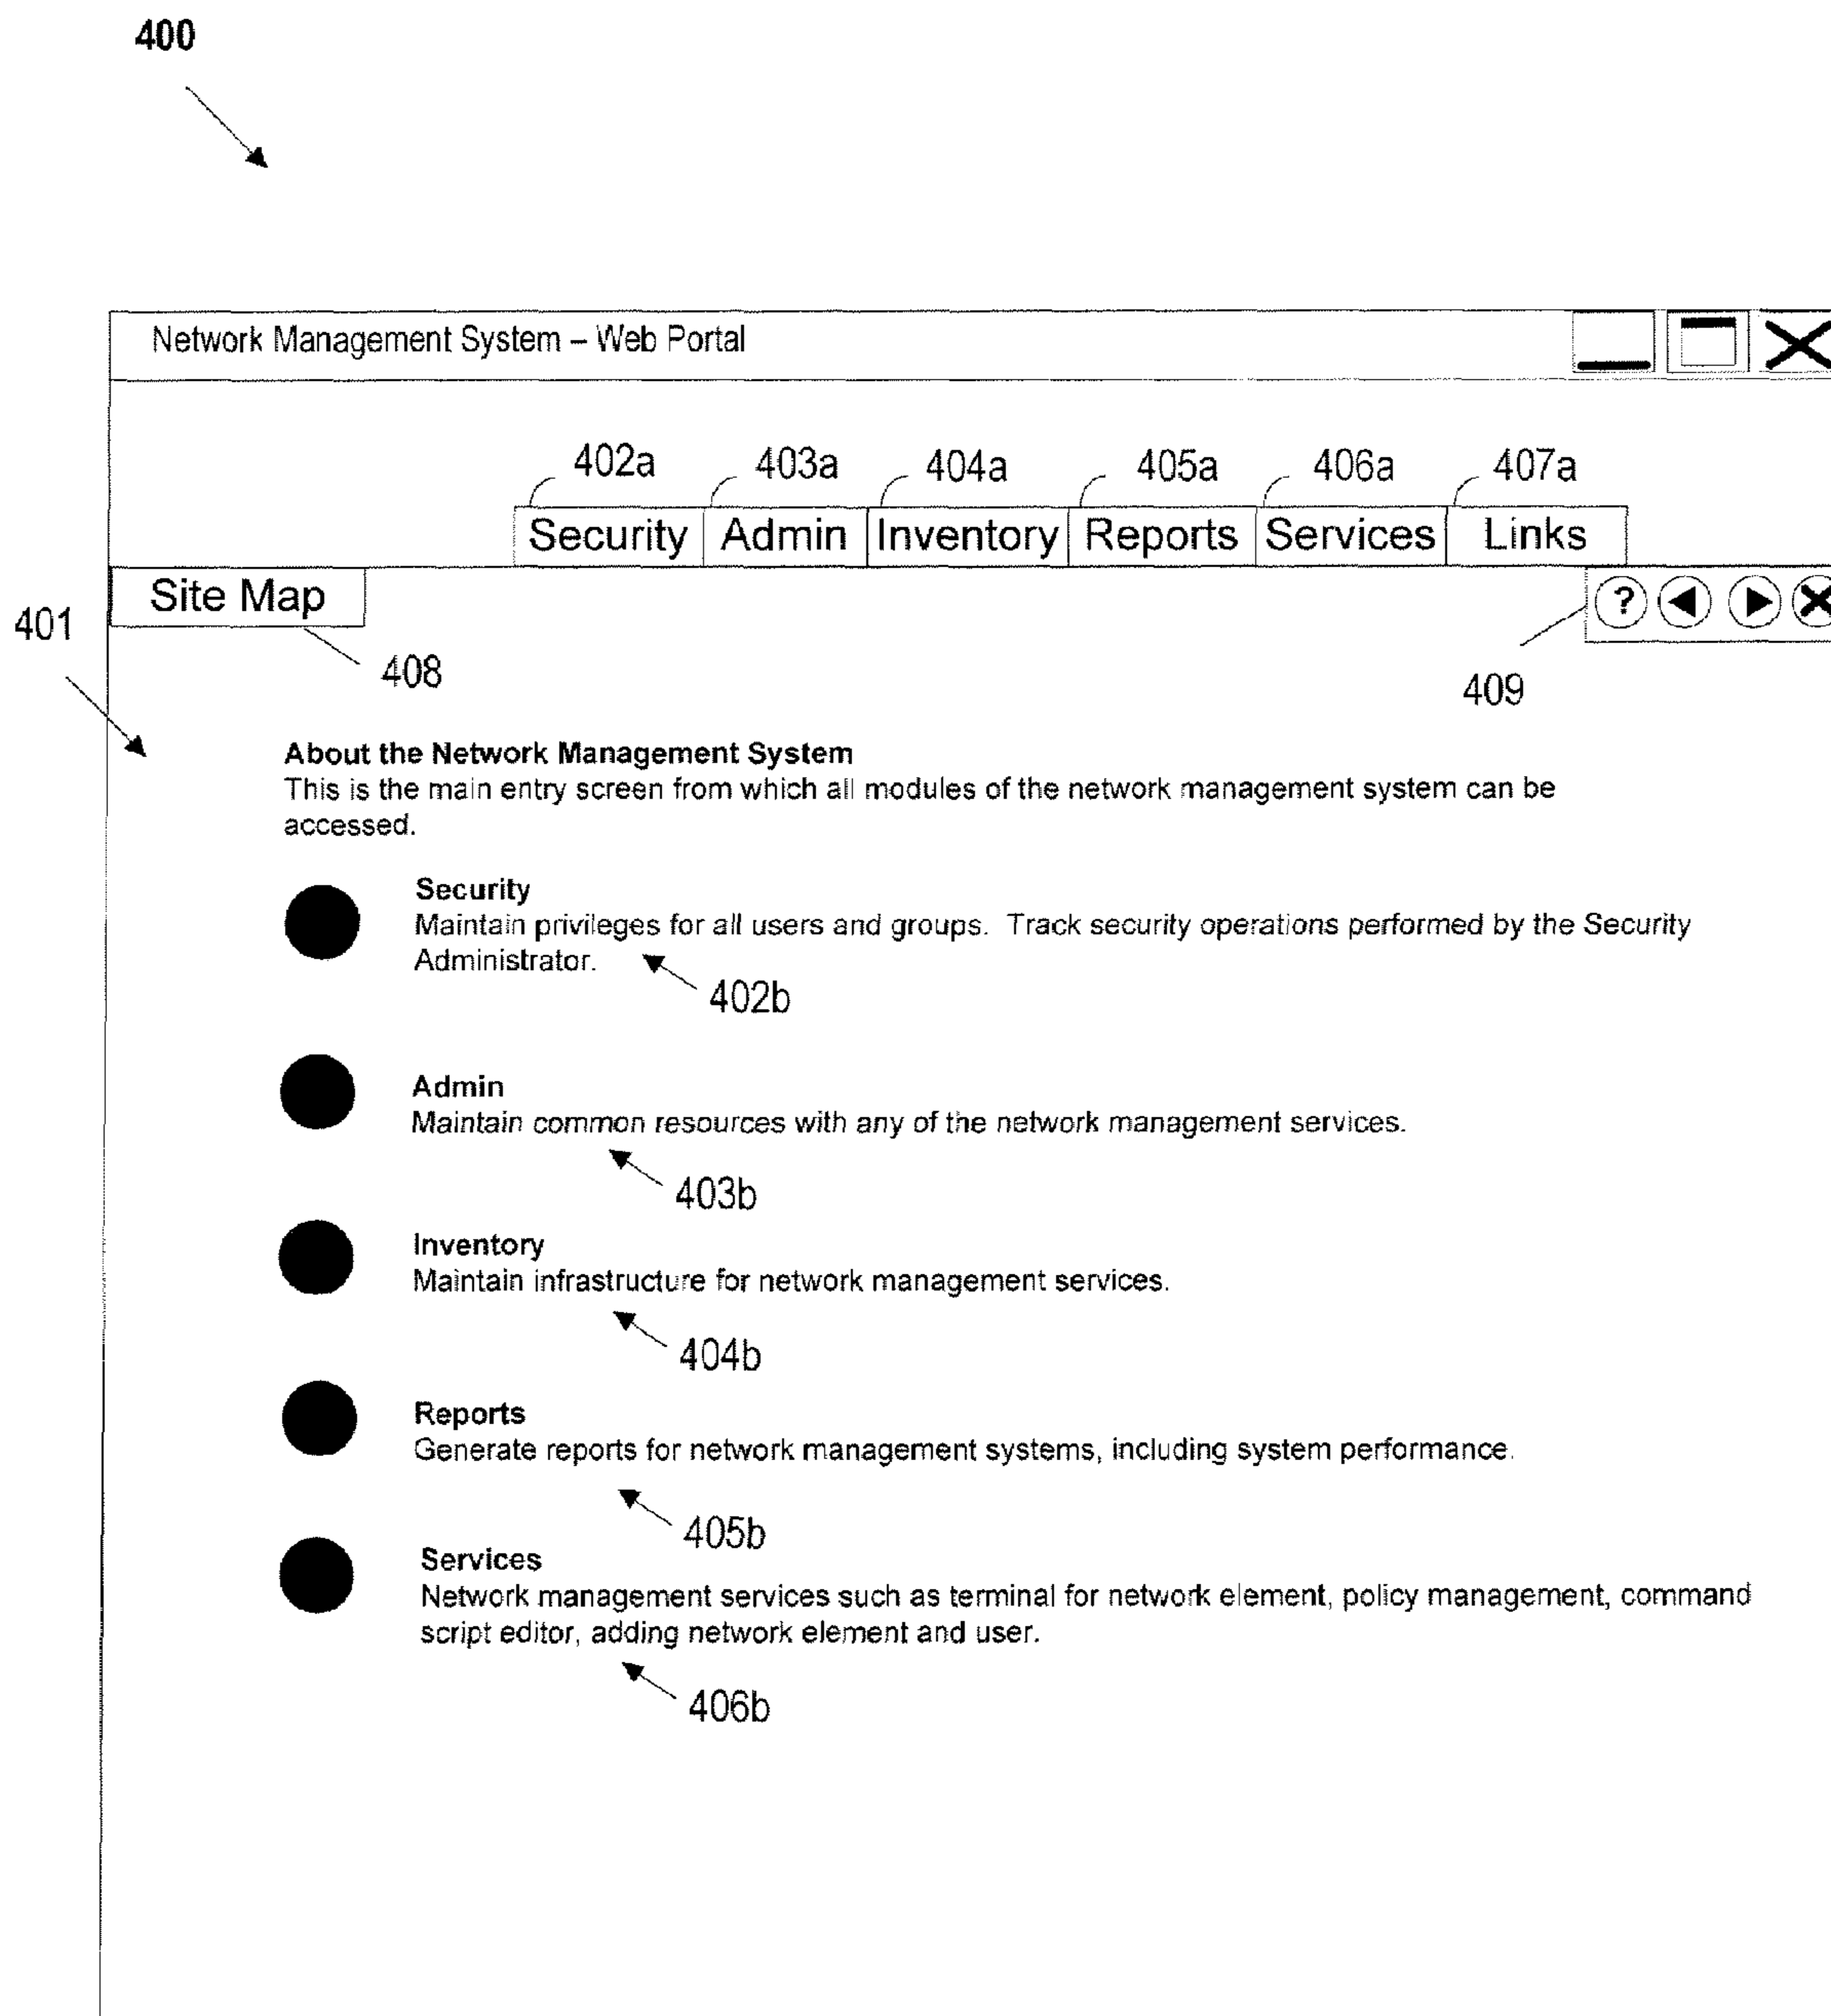 400
Network Management System – Web Portal
402a 403a 404a 405a 406a 407a
Security Admin Inventory Reports Services Links
Site Map ?
401
408
409
About the Network Management System
This is the main entry screen from which all modules of the network management system can be
accessed.
Security
Maintain privileges for all users and groups. Track security operations performed by the Security
Administrator.
402b
Admin
Maintain common resources with any of the network management services.
403b
Inventory
Maintain infrastructure for network management services.
404b
Reports
Generate reports for network management systems, including system performance.
405b
Services
Network management services such as terminal for network element, policy management, command
script editor, adding network element and user.
406b